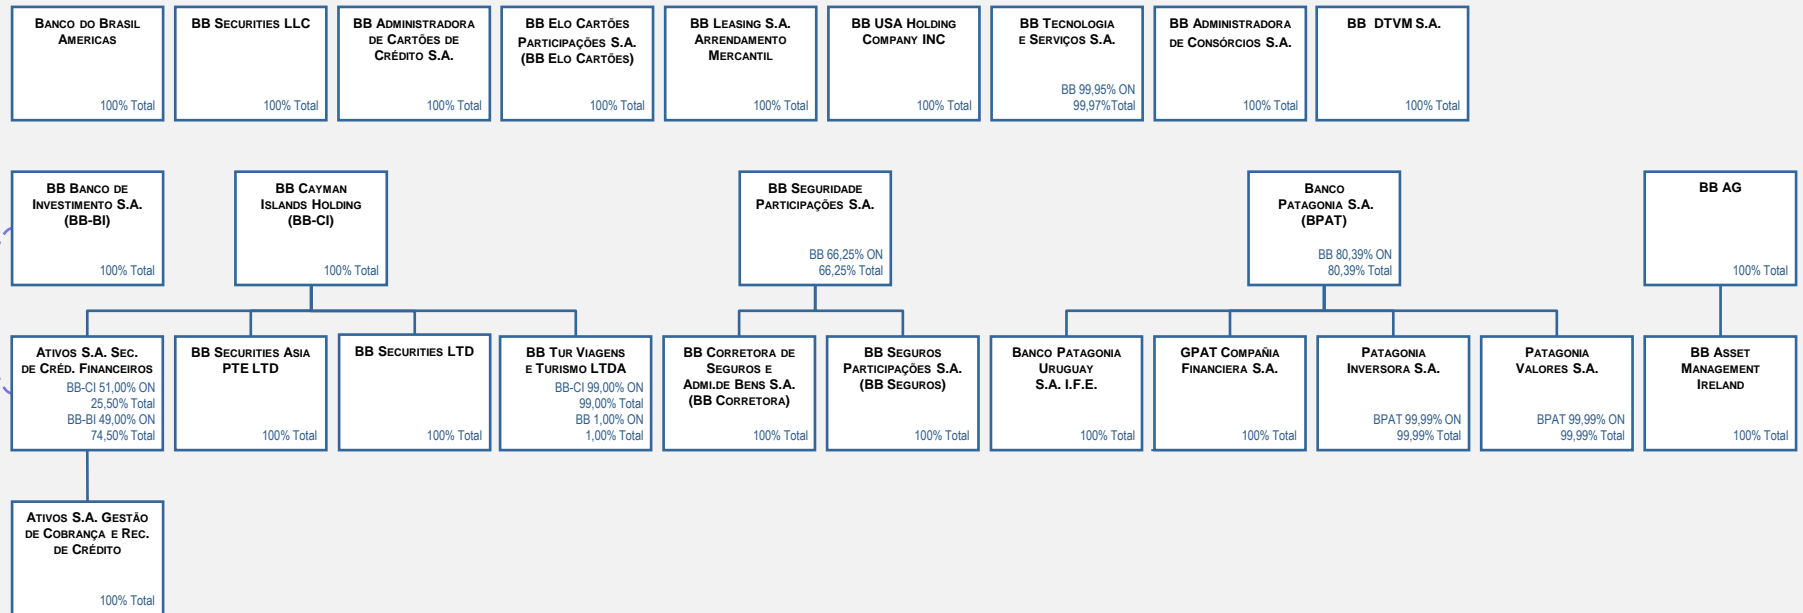 BANCO DO BRASIL
AMERICAS
100% Total
BB SECURITIES LLC
100% Total
BB ADMINISTRADORA
DE CARTÕES DE
CRÉDITO S.A.
100% Total
BB ELO CARTÕES
PARTICIPAÇÕES S.A.
(BB ELO CARTÕES)
100% Total
BB LEASING S.A.
ARRENDAMENTO
MERCANTIL
100% Total
BB USA HOLDING
COMPANY INC
100% Total
BB TECNOLOGIA
E SERVIÇOS S.A.
BB 99,95% ON
99,97%Total
BB ADMINISTRADORA
DE CONSÓRCIOS S.A.
100% Total
BB DTVM S.A.
100% Total
BB BANCO DE
INVESTIMENTO S.A.
(BB-BI)
100% Total
BB CAYMAN
ISLANDS HOLDING
(BB-CI)
100% Total
BB SEGURIDADE
PARTICIPAÇÕES S.A.
BB 66,25% ON
66,25% Total
BANCO
PATAGONIA S.A.
(BPAT)
BB 80,39% ON
80,39% Total
BB AG
100% Total
ATIVOS S.A. SEC.
DE CRÉD. FINANCEIROS
BB-CI 51,00% ON
25,50% Total
BB-BI 49,00% ON
74,50% Total
BB SECURITIES ASIA
PTE LTD
100% Total
BB SECURITIES LTD
100% Total
BB TUR VIAGENS
E TURISMO LTDA
BB-CI 99,00% ON
99,00% Total
BB 1,00% ON
1,00% Total
BB CORRETORA DE
SEGUROS E
ADMI.DE BENS S.A.
(BB CORRETORA)
100% Total
BB SEGUROS
PARTICIPAÇÕES S.A.
(BB SEGUROS)
100% Total
BANCO PATAGONIA
URUGUAY
S.A. I.F.E.
100% Total
GPAT COMPAÑIA
FINANCIERA S.A.
100% Total
PATAGONIA
INVERSORA S.A.
BPAT 99,99% ON
99,99% Total
PATAGONIA
VALORES S.A.
BPAT 99,99% ON
99,99% Total
BB ASSET
MANAGEMENT
IRELAND
100% Total
ATIVOS S.A. GESTÃO
DE COBRANÇA E REC.
DE CRÉDITO
100% Total